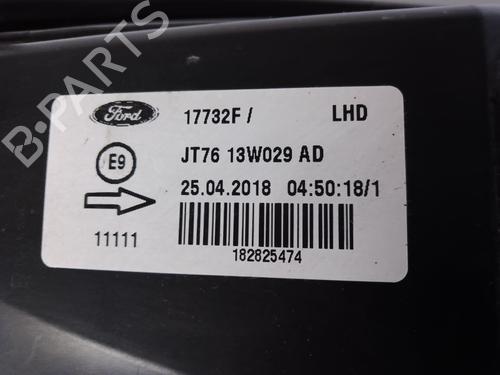 B-PARTS
Ford 17732F / LHD
E9 JT76 13W029 AD
25.04.2018 04:50:18/1
11111
182825474